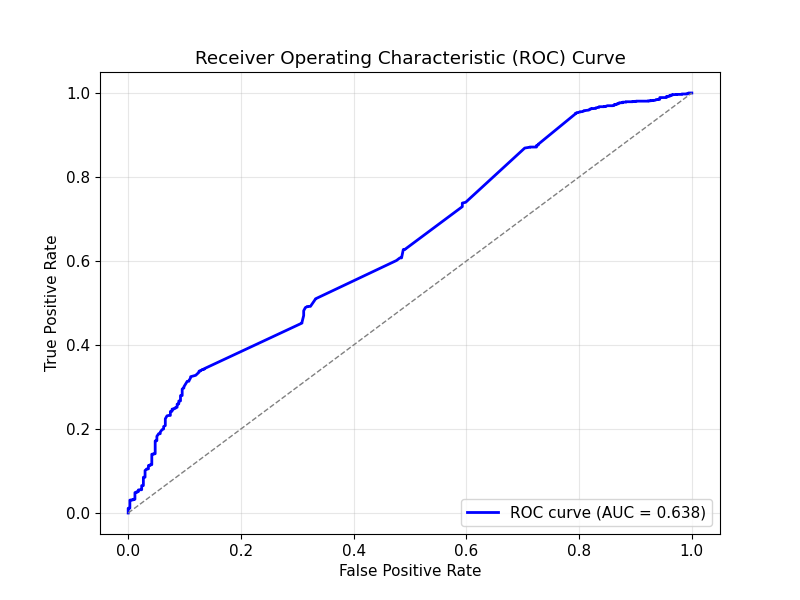 Receiver Operating Characteristic (ROC) Curve
True Positive Rate
1.0
0.8
0.6
0.4
0.2
0.0
0.0 0.2 0.4 0.6 0.8 1.0
False Positive Rate
ROC curve (AUC = 0.638)